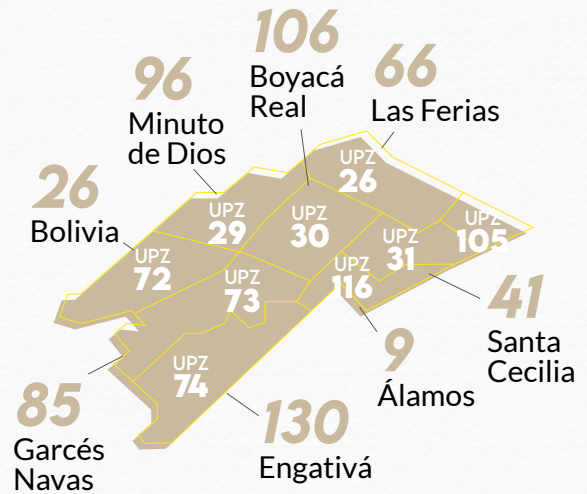 106
Boyacá
Real
96
Minuto
de Dios
66
Las Ferias
26
Bolivia
UPZ
26
UPZ
29
UPZ
30
UPZ
31
UPZ
105
UPZ
72
UPZ
73
UPZ
116
UPZ
74
41
Santa
Cecilia
9
Álamos
85
Garcés
Navas
130
Engativá